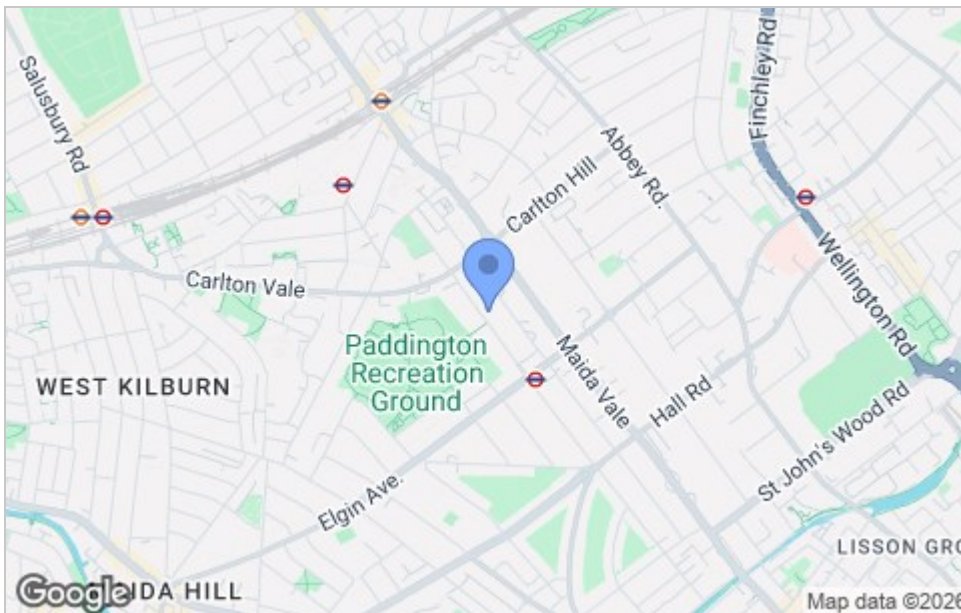 Salusbury Rd
Finchley Rd
Abbey Rd.
Carlton Hill
Wellington Rd
Carlton Vale
Paddington
Recreation
Ground
Maida Vale
WEST KILBURN
Hall Rd
St John's Wood Rd
Elgin Ave.
LISSON GRO
Google
IDA HILL
Map data ©2026